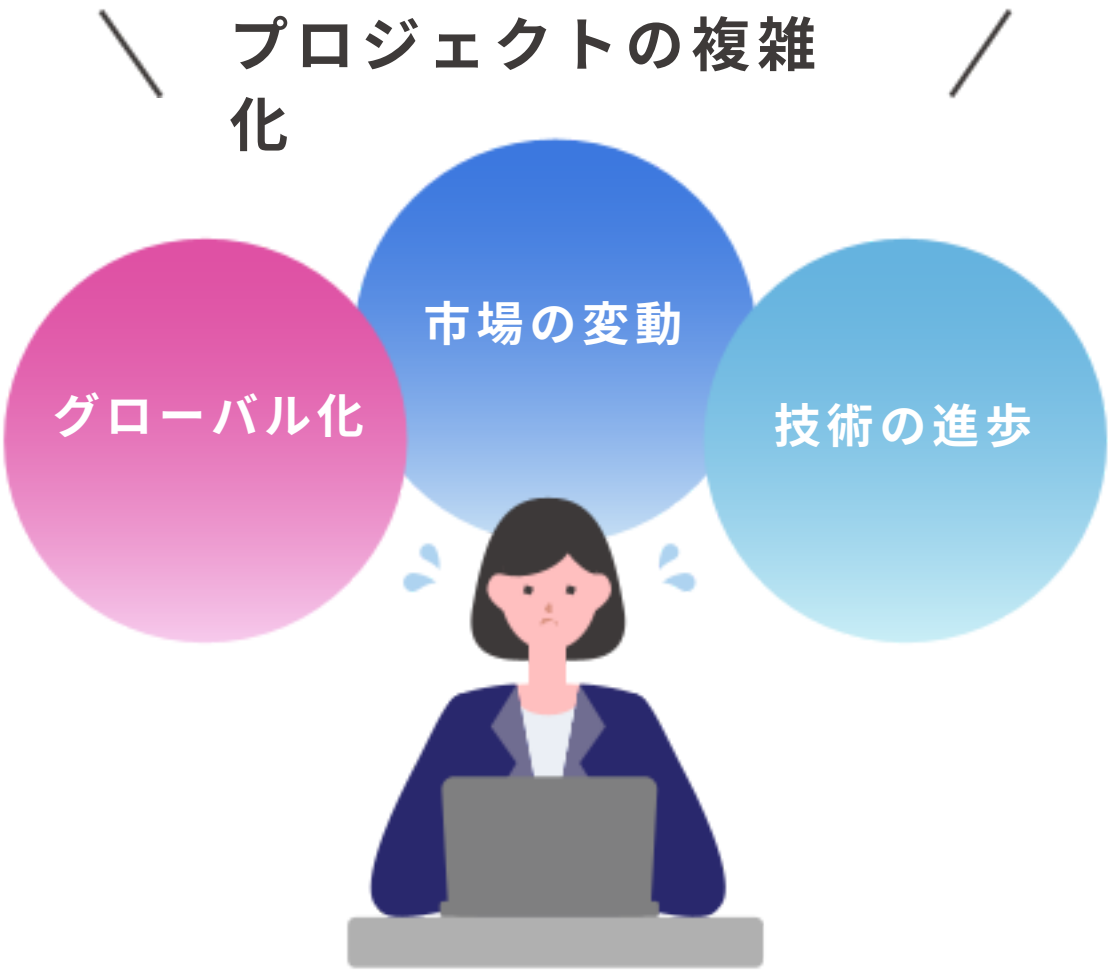 プロジェクトの複雑
化
市場の変動
グローバル化
技術の進歩